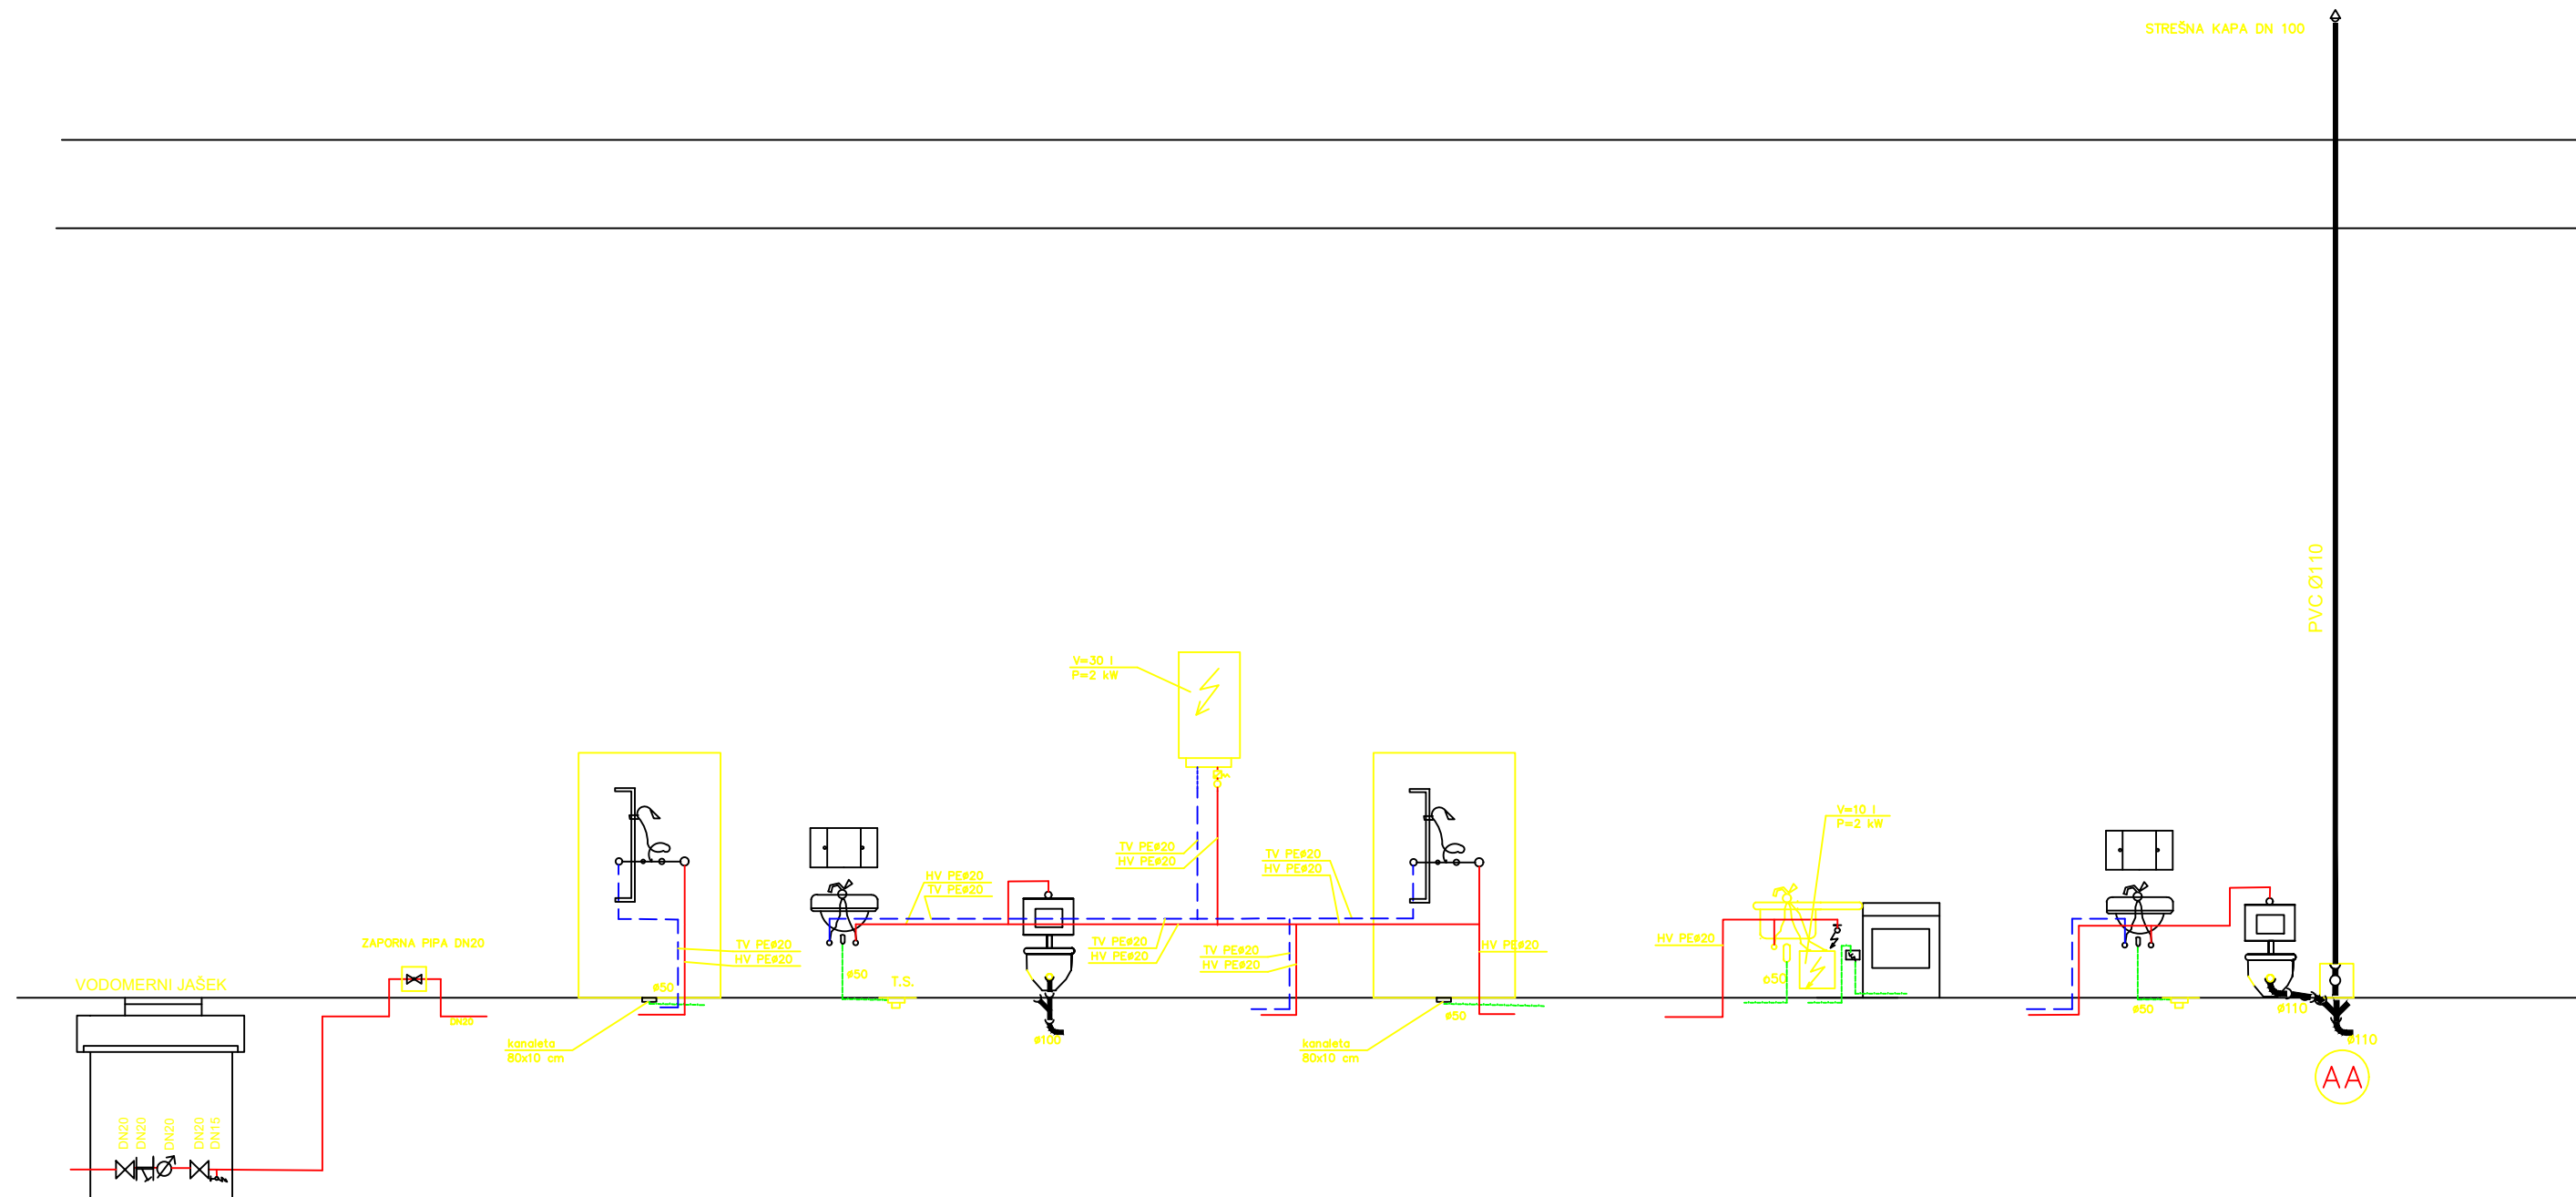 STREŠNA KAPA DN 100
PVC Ø110
V=30 l
P=2 kW
V=10 l
P=2 kW
TV PEø20
HV PEø20
TV PEø20
HV PEø20
HV PEø20
TV PEø20
ZAPORNA PIPA DN20
TV PEø20
HV PEø20
TV PEø20
HV PEø20
TV PEø20
HV PEø20
HV PEø20
HV PEø20
VODOMERNI JAŠEK
ø50
ø50
T.S.
ø50
DN20
ø50
ø50
ø110
kanaleta
80x10 cm
ø100
kanaleta
80x10 cm
ø110
AA
DN20
DN20
DN20
DN20
DN15